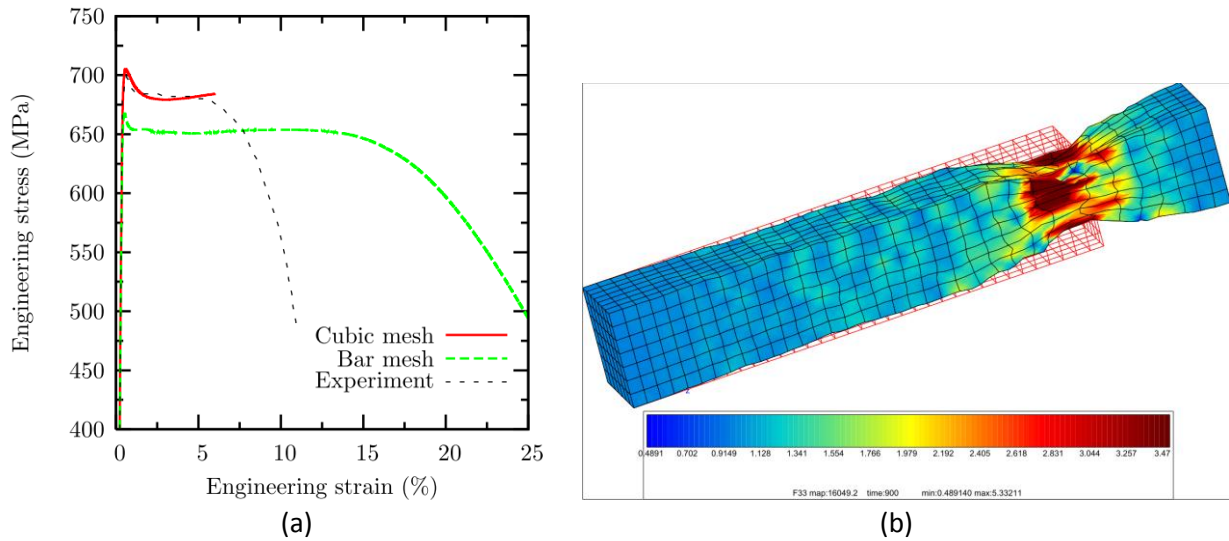 750
700
650
600
550
500
450
400
Engineering stress (MPa)
Cubic mesh
Bar mesh
Experiment
0 5 10 15 20 25
Engineering strain (%)
(a)
z
0.4891 0.702 0.9149 1.128 1.341 1.554 1.766 1.979 2.192 2.405 2.618 2.831 3.044 3.257 3.47
F33 map:16049.2 time:900 min:0.489140 max:5.33211
(b)